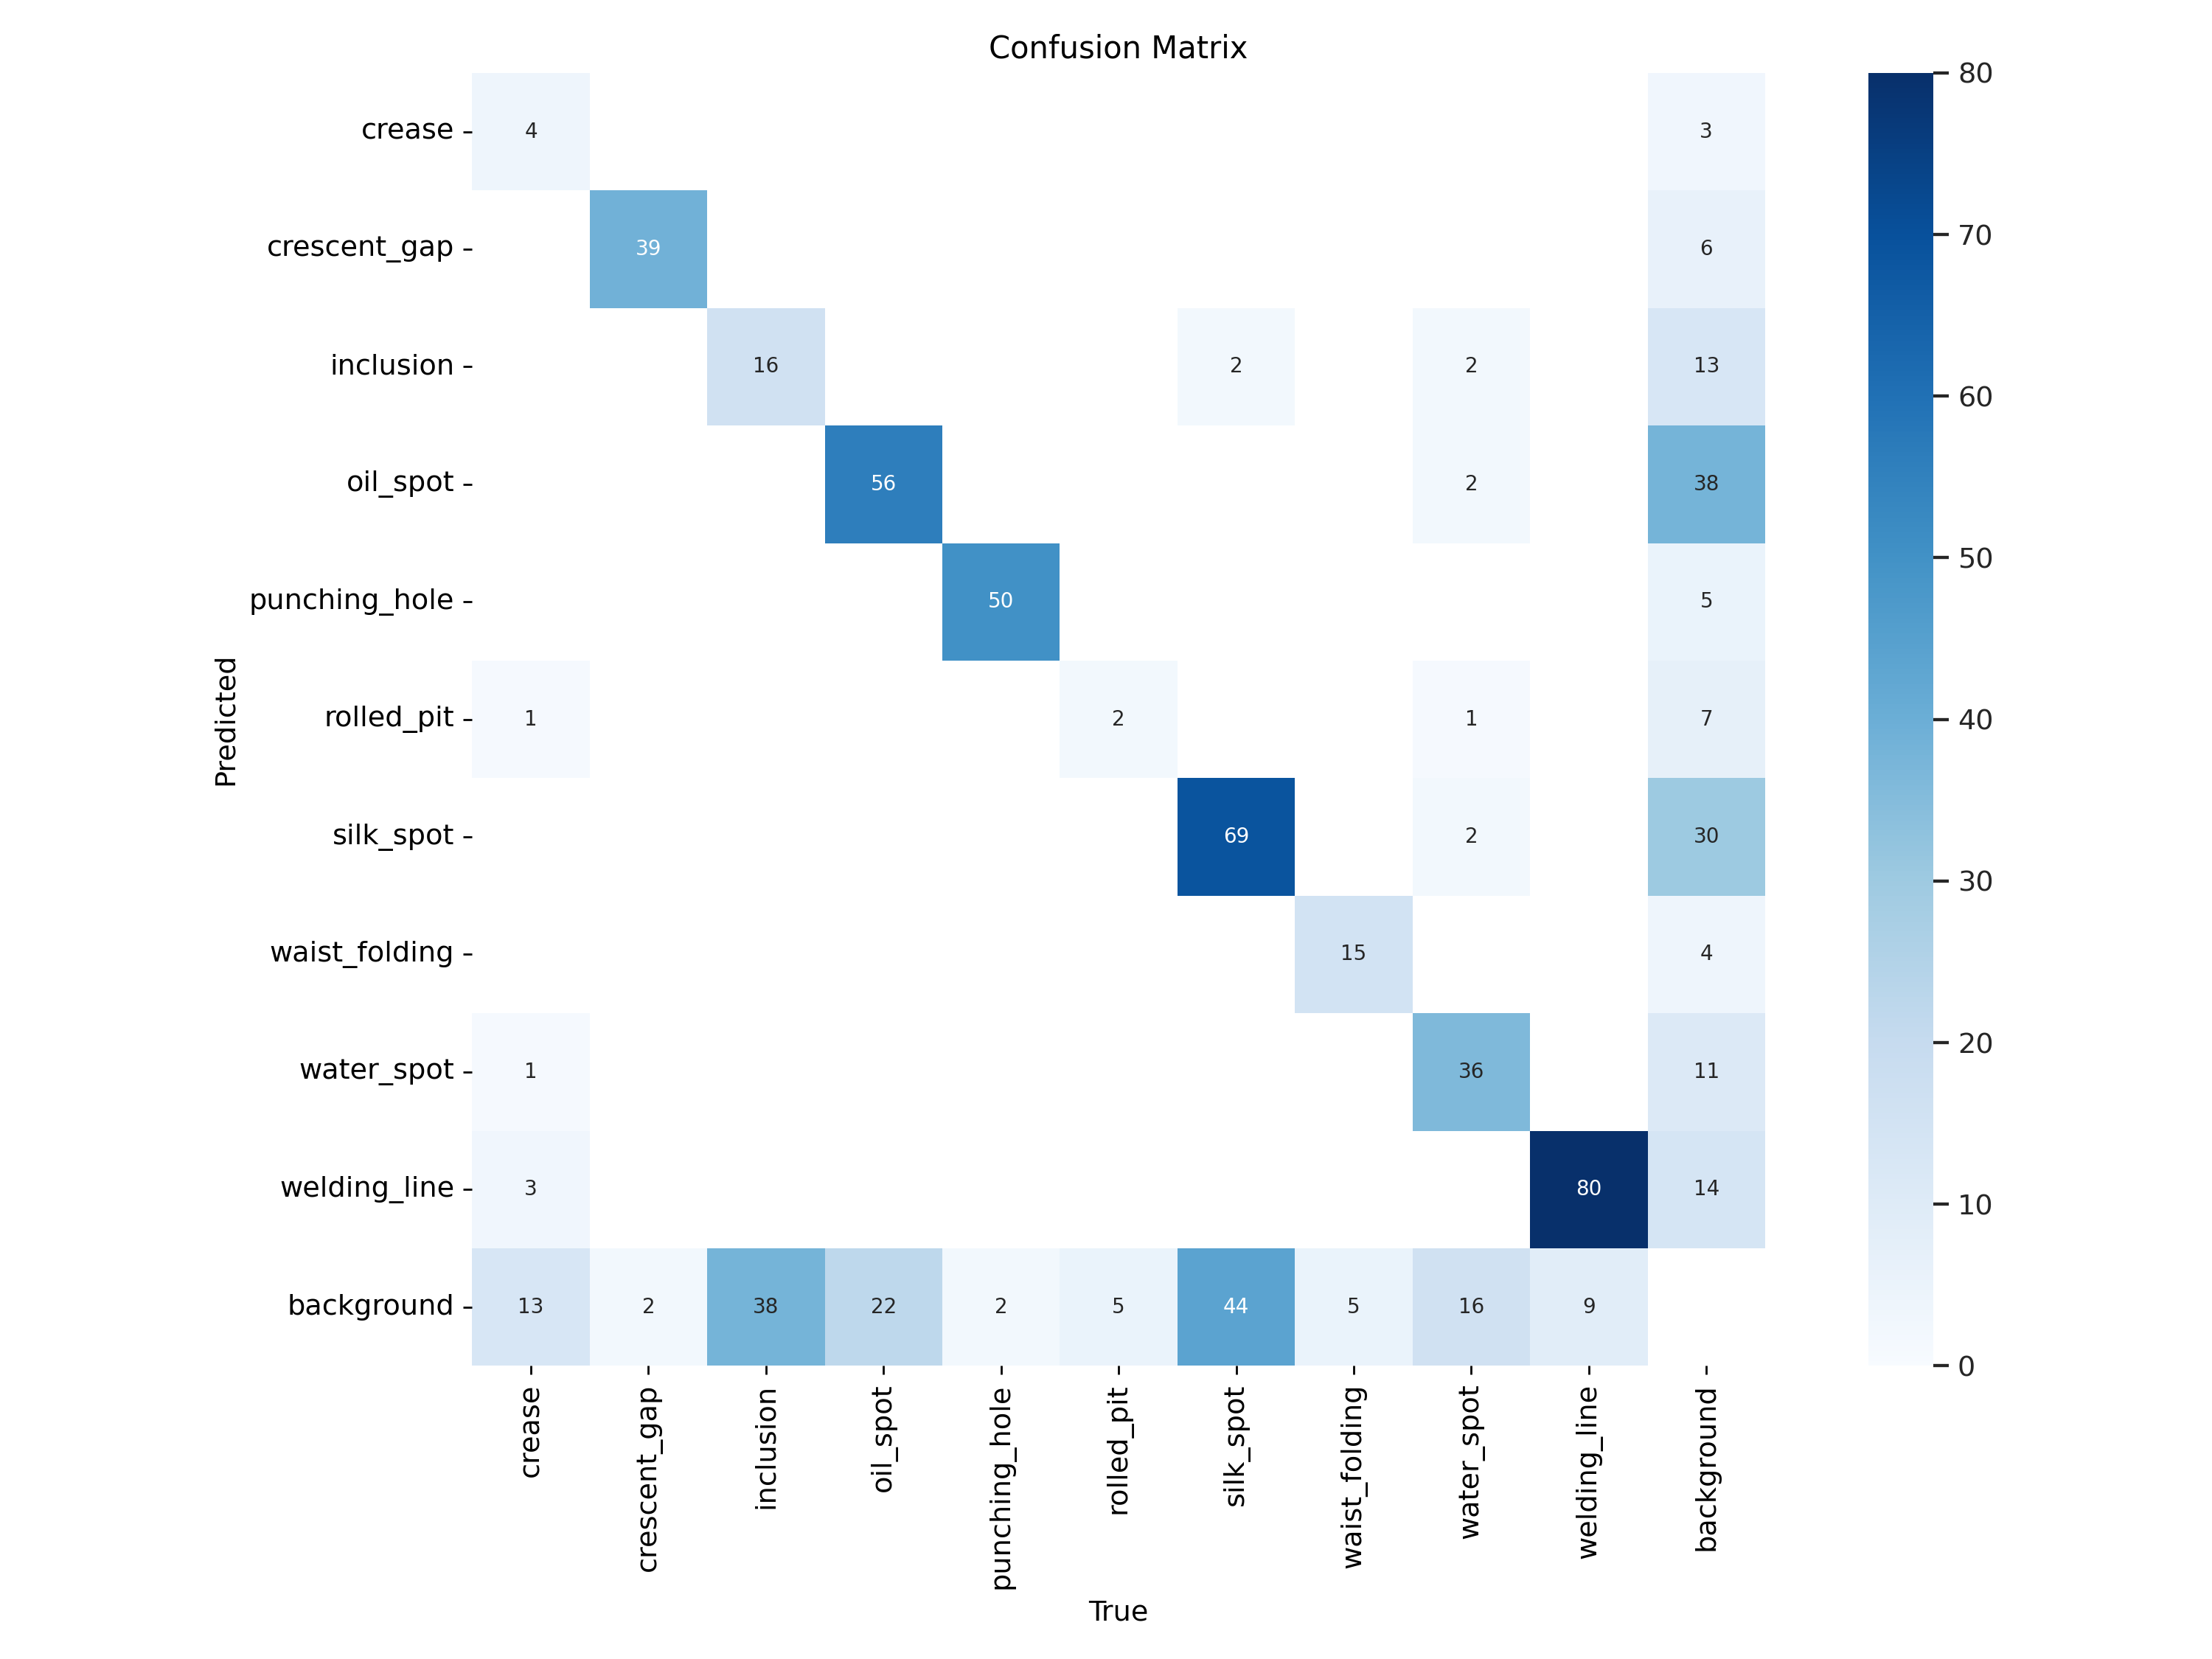 Confusion Matrix
crease 4 3
crescent_gap 39 6
inclusion 16 2 2 13
oil_spot 56 2 38
punching_hole 50 5
rolled_pit 1 2 1 7
silk_spot 69 2 30
waist_folding 15 4
water_spot 1 36 11
welding_line 3 80 14
background 13 2 38 22 2 5 44 5 16 9
Predicted
crease
crescent_gap
inclusion
oil_spot
punching_hole
rolled_pit
silk_spot
waist_folding
water_spot
welding_line
background
True
80
70
60
50
40
30
20
10
0